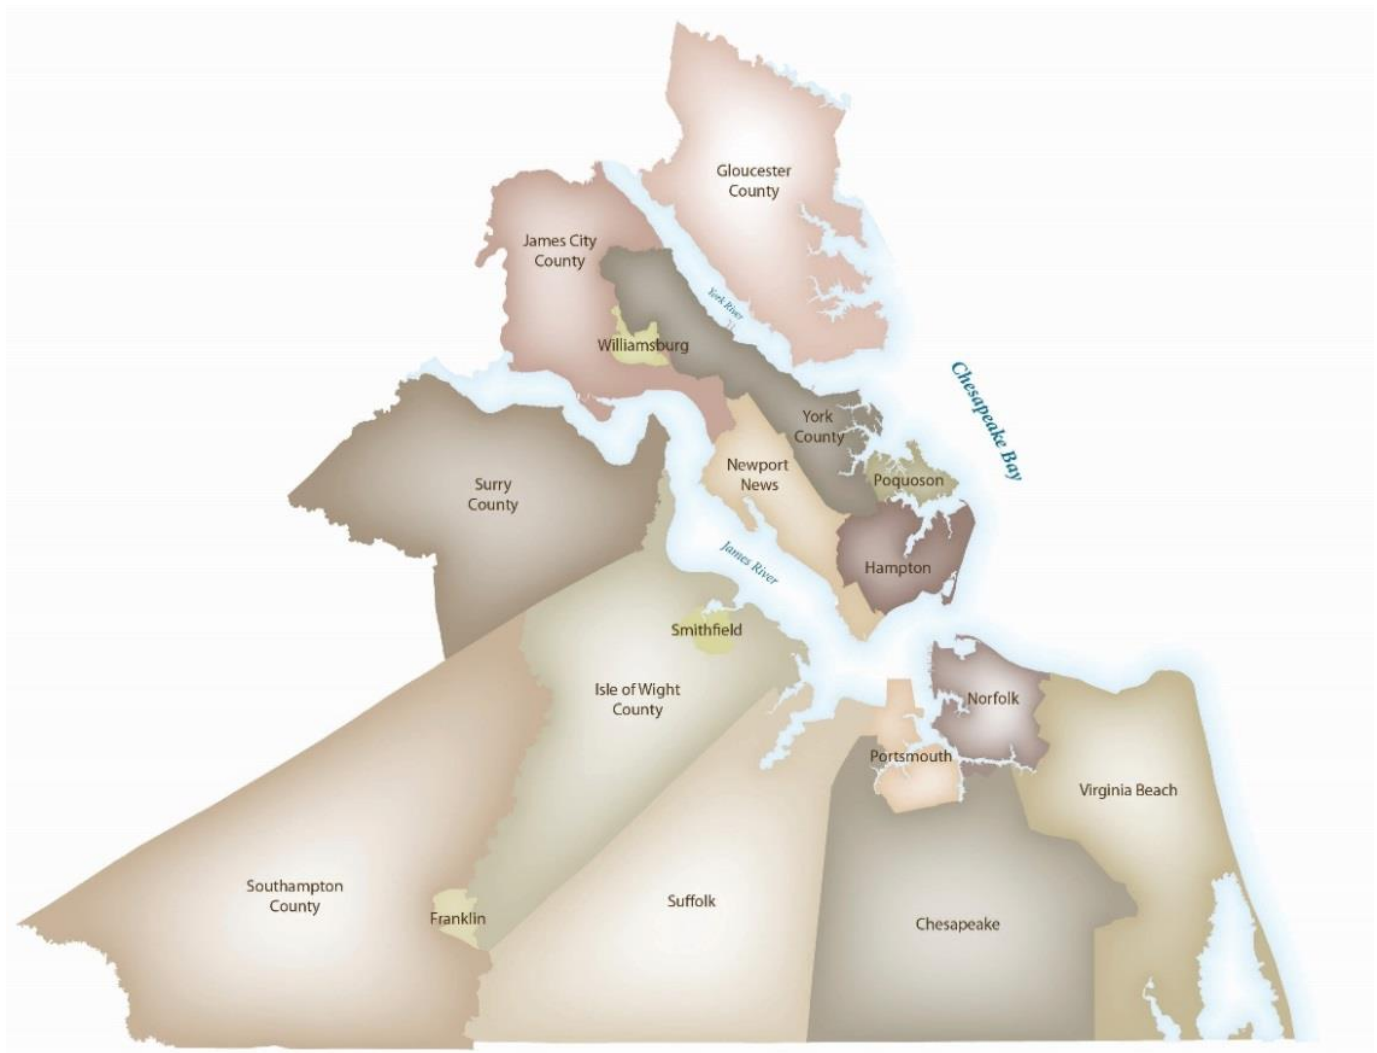 Gloucester
County
James City
County
York River
Williamsburg
Chesapeake Bay
York
County
Newport
News
Poquoson
Surry
County
James River
Hampton
Smithfield
Isle of Wight
County
Norfolk
Portsmouth
Virginia Beach
Southampton
County
Franklin
Suffolk
Chesapeake